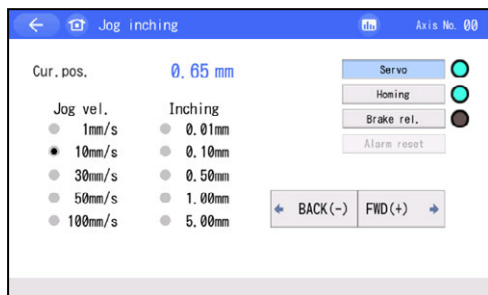 Jog inching
Axis No. 00
Cur.pos. 0.65 mm
Servo
Homing
Brake rel.
Alarm reset
Jog vel. Inching
1mm/s 0.01mm
10mm/s 0.10mm
30mm/s 0.50mm
50mm/s 1.00mm
100mm/s 5.00mm
BACK(-) FWD(+)